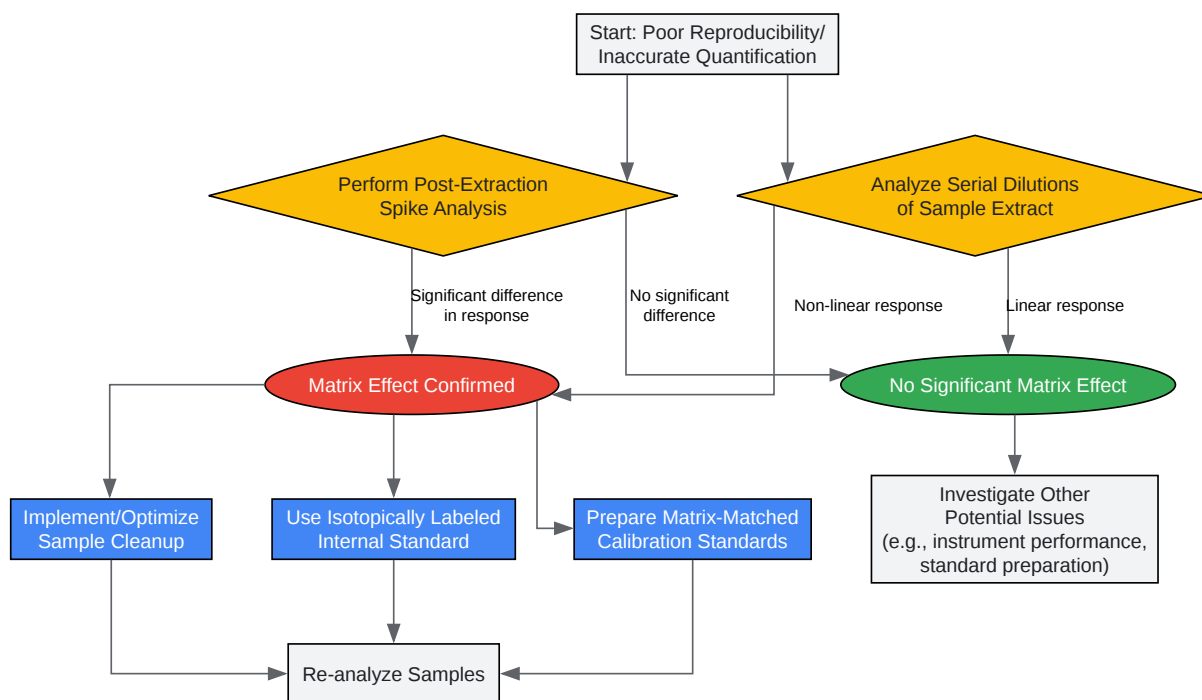 Start: Poor Reproducibility/
Inaccurate Quantification
Perform Post-Extraction
Spike Analysis
Analyze Serial Dilutions
of Sample Extract
Significant difference
in response
No significant
difference
Non-linear response
Linear response
Matrix Effect Confirmed
No Significant Matrix Effect
Implement/Optimize
Sample Cleanup
Use Isotopically Labeled
Internal Standard
Prepare Matrix-Matched
Calibration Standards
Investigate Other
Potential Issues
(e.g., instrument performance,
standard preparation)
Re-analyze Samples